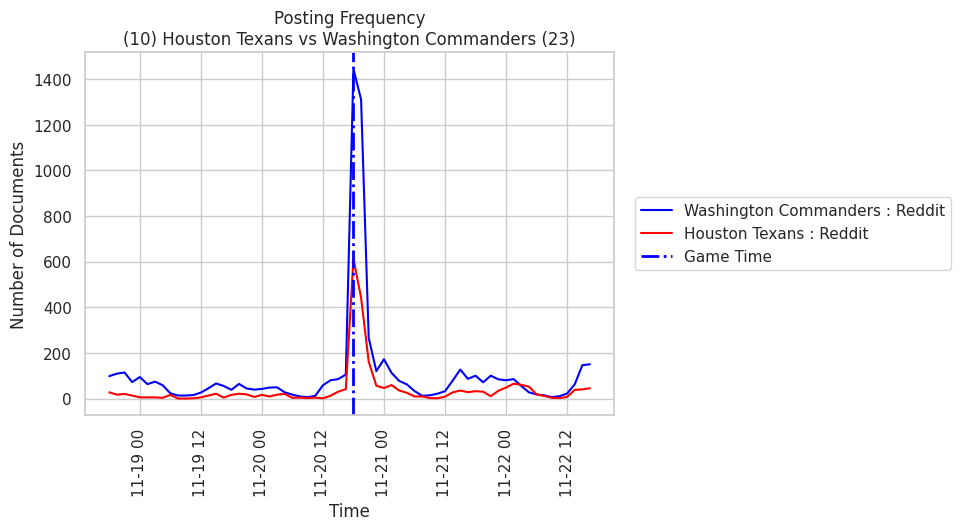 Posting Frequency
(10) Houston Texans vs Washington Commanders (23)
Number of Documents
1400
1200
1000
800
600
400
200
0
11-19 00
11-19 12
11-20 00
11-20 12
11-21 00
11-21 12
11-22 00
11-22 12
Time
Washington Commanders : Reddit
Houston Texans : Reddit
Game Time